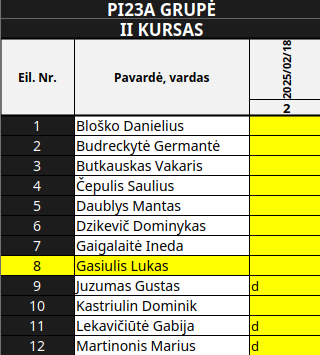 PI23A GRUPĖ
II KURSAS
Eil. Nr. Pavardė, vardas 2025/02/18
2
1 Bloško Danielius
2 Budreckytė Germantė
3 Butkauskas Vakaris
4 Čepulis Saulius
5 Daublys Mantas
6 Dzikevič Dominykas
7 Gaigalaitė Ineda
8 Gasiulis Lukas
9 Juzumas Gustas d
10 Kastriulin Dominik
11 Lekavičiūtė Gabija d
12 Martinonis Marius d